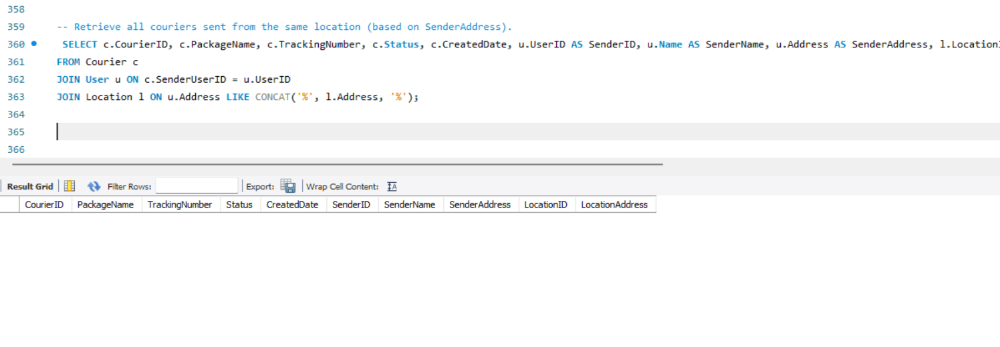 358
359 -- Retrieve all couriers sent from the same location (based on SenderAddress).
360 SELECT c.CourierID, c.PackageName, c.TrackingNumber, c.Status, c.CreatedDate, u.UserID AS SenderID, u.Name AS SenderName, u.Address AS SenderAddress, l.Location
361 FROM Courier c
362 JOIN User u ON c.SenderUserID = u.UserID
363 JOIN Location l ON u.Address LIKE CONCAT('%', l.Address, '%');
364
365
366
Result Grid Filter Rows: Export: Wrap Cell Content: IA
CourierID PackageName TrackingNumber Status CreatedDate SenderID SenderName SenderAddress LocationID LocationAddress